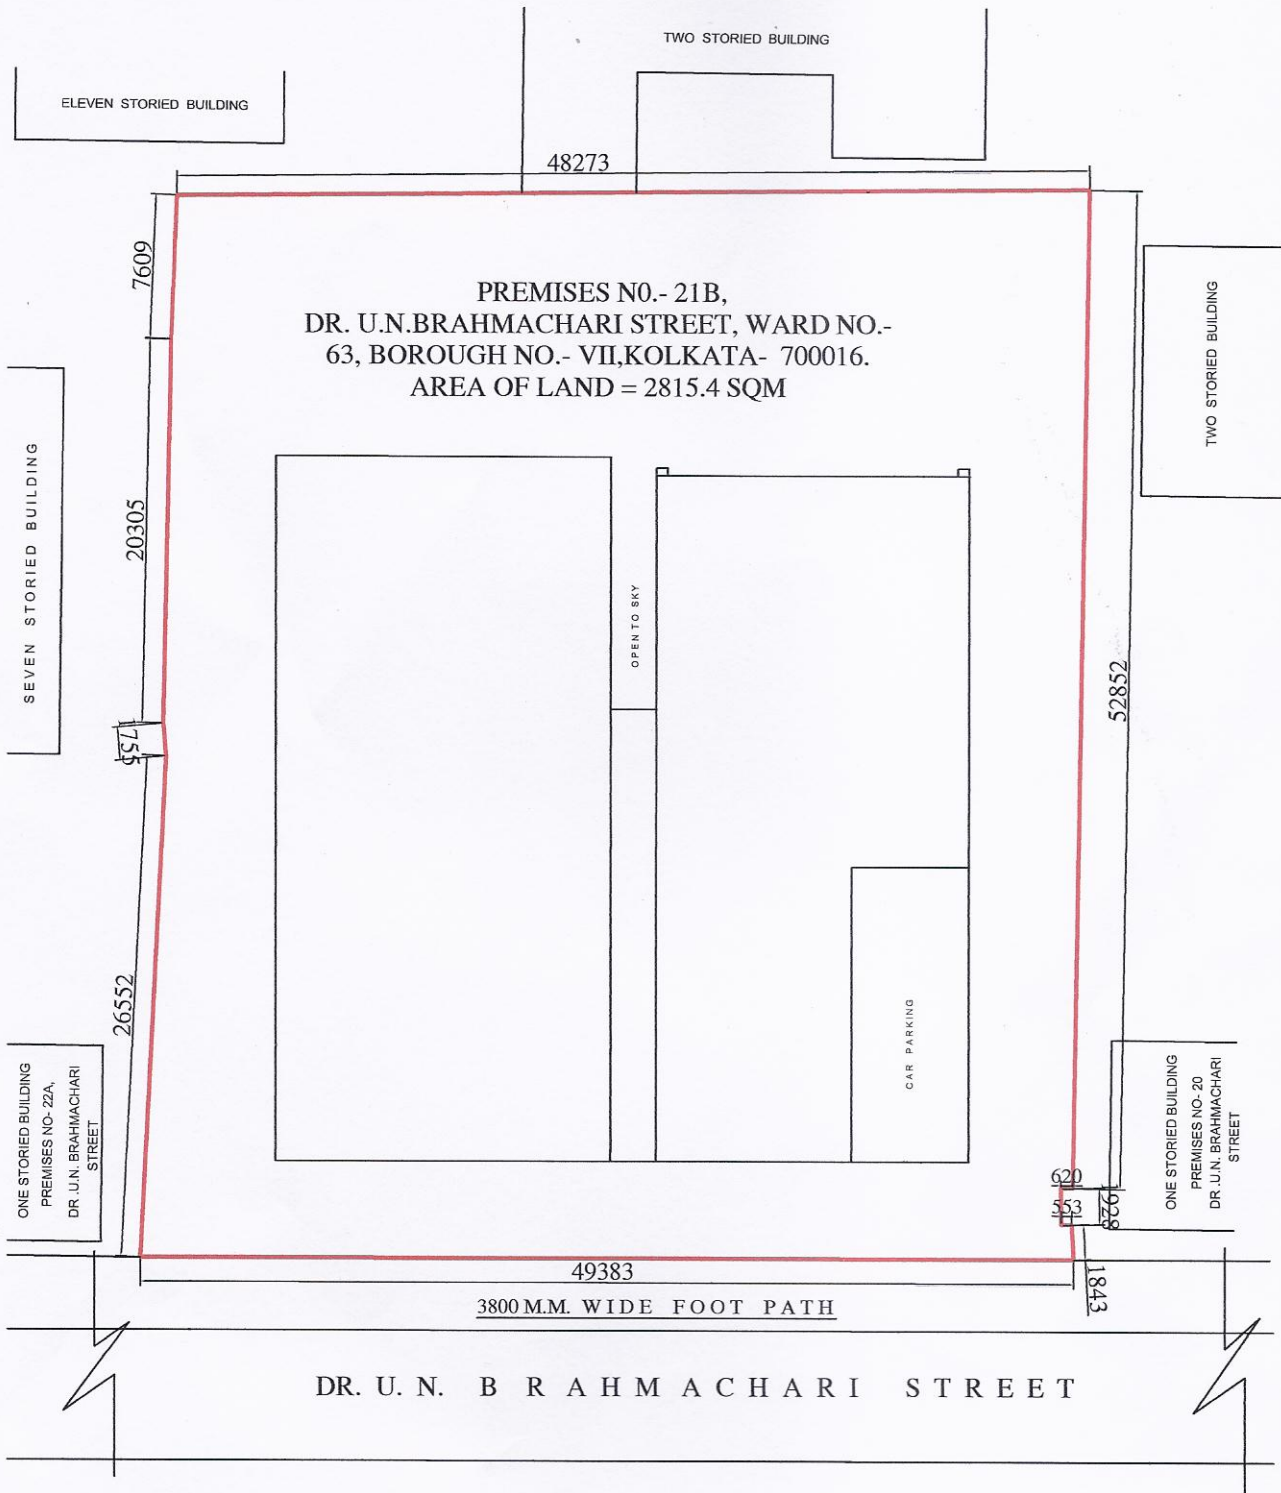 TWO STORIED BUILDING
ELEVEN STORIED BUILDING
48273
7609
PREMISES N0.- 21B,
DR. U.N.BRAHMACHARI STREET, WARD NO.-
63, BOROUGH NO.- VII,KOLKATA- 700016.
AREA OF LAND = 2815.4 SQM
TWO STORIED BUILDING
SEVEN STORIED BUILDING
20305
OPEN TO SKY
52852
1755
26552
CAR PARKING
ONE STORIED BUILDING
PREMISES NO- 22A,
DR .U.N. BRAHMACHARI
STREET
ONE STORIED BUILDING
PREMISES NO- 20
DR .U.N. BRAHMACHARI
STREET
620
553
1928
49383
1843
3800 M.M. WIDE FOOT PATH
DR. U. N. BRAHMACHARI STREET